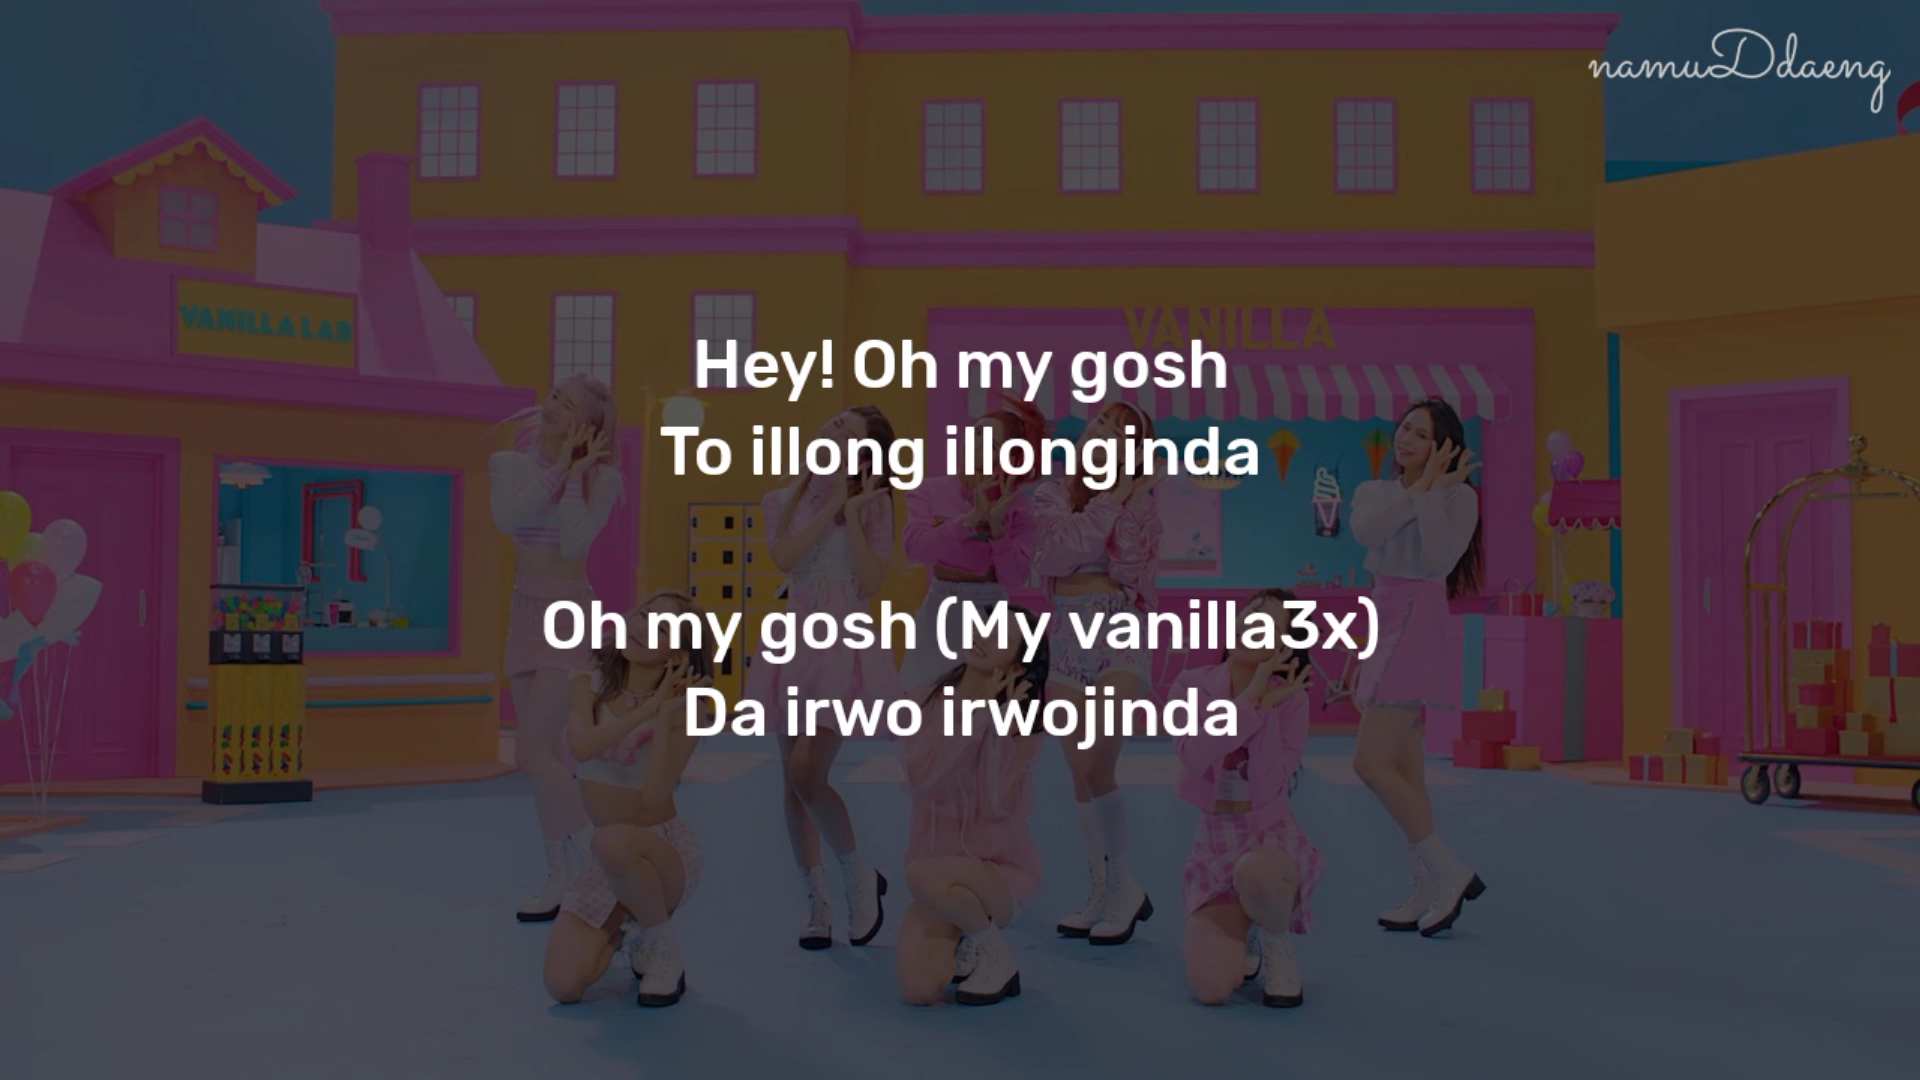 namuDdaeng
VANILLA LAB
VANILLA
Hey! Oh my gosh
To illong illonginda
Oh my gosh (My vanilla3x)
Da irwo irwojinda